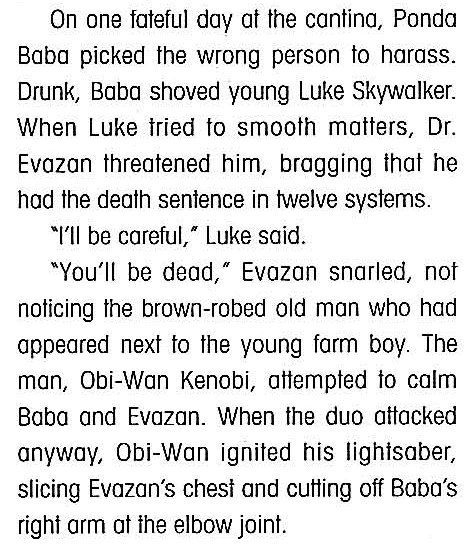 On one fateful day at the cantina, Ponda
Baba picked the wrong person to harass.
Drunk, Baba shoved young Luke Skywalker.
When Luke tried to smooth matters, Dr.
Evazan threatened him, bragging that he
had the death sentence in twelve systems.
"I'll be careful," Luke said.
"You'll be dead," Evazan snarled, not
noticing the brown-robed old man who had
appeared next to the young farm boy. The
man, Obi-Wan Kenobi, attempted to calm
Baba and Evazan. When the duo attacked
anyway, Obi-Wan ignited his lightsaber,
slicing Evazan's chest and cutting off Baba's
right arm at the elbow joint.